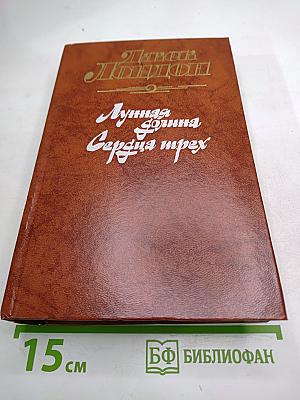 Джек
Лондон
Лунная
долина
Сердца трех
15 см
БФ БИБЛИОФАН